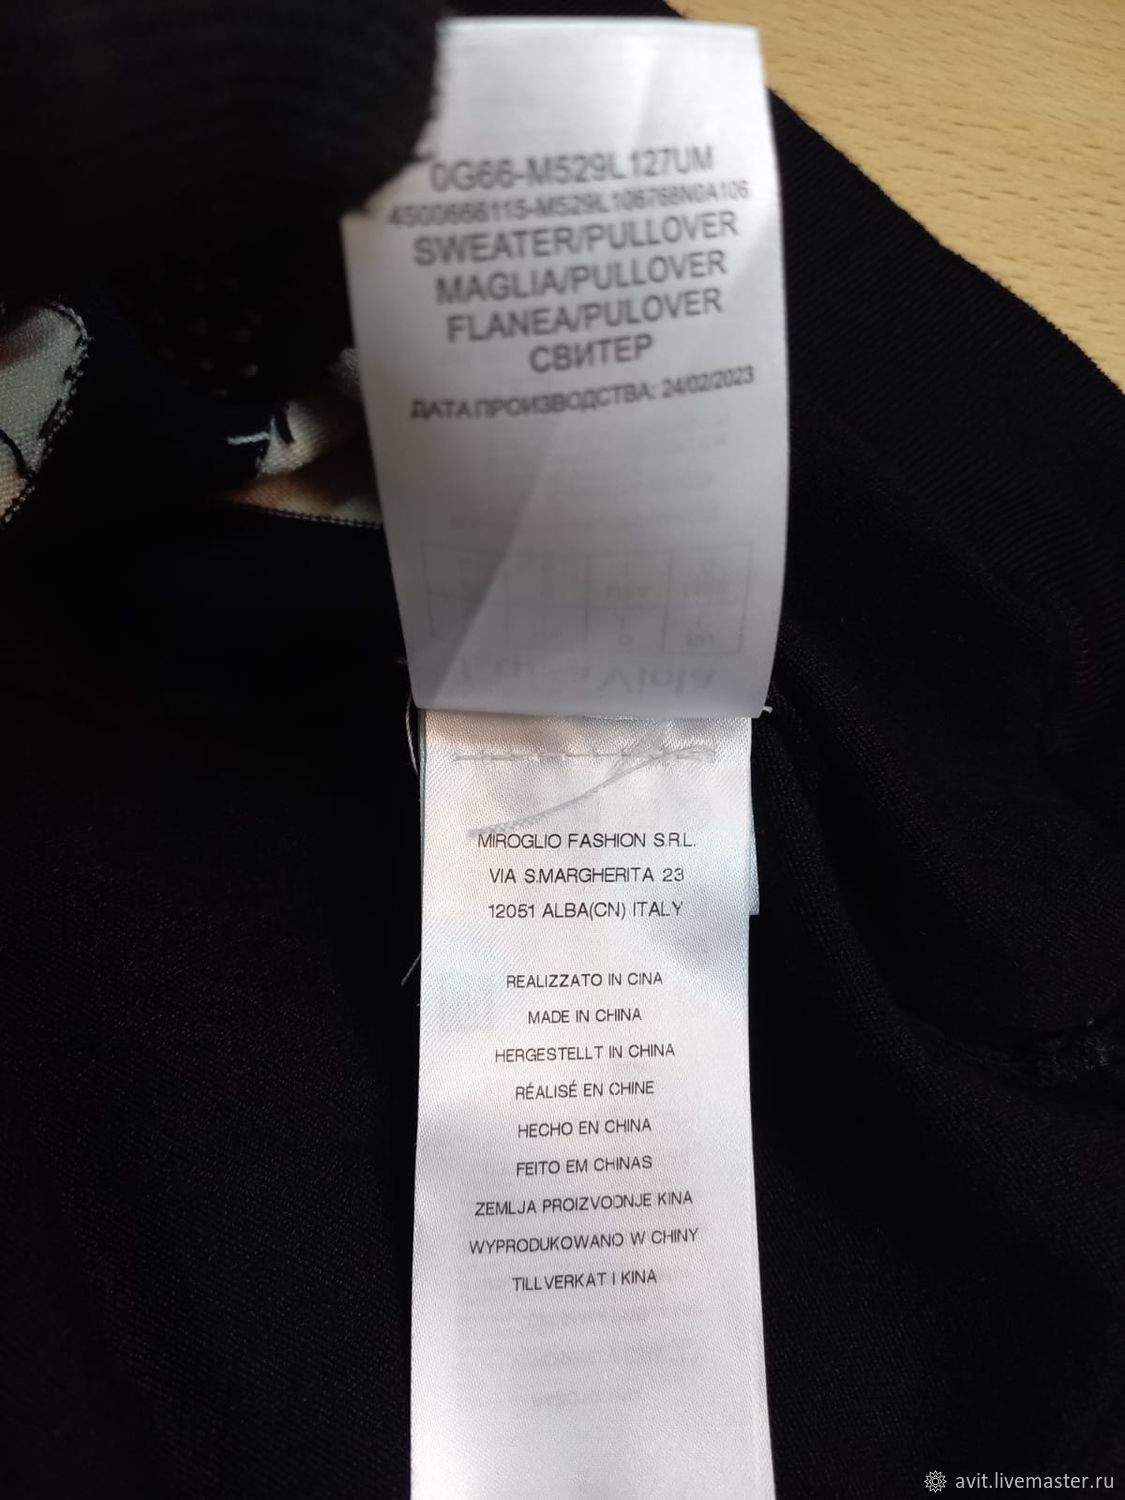 0G66-M529L127UM
4500666115-M529L106766N0A106
SWEATER/PULLOVER
MAGLIA/PULLOVER
FLANEA/PULOVER
СВИТЕР
ДАТА ПРОИЗВОДСТВА: 24/02/2023
MIROGLIO FASHION S.R.L.
VIA S.MARGHERITA 23
12051 ALBA(CN) ITALY
REALIZZATO IN CINA
MADE IN CHINA
HERGESTELLT IN CHINA
RÉALISÉ EN CHINE
HECHO EN CHINA
FEITO EM CHINAS
ZEMLJA PROIZVODNJE KINA
WYPRODUKOWANO W CHINY
TILLVERKAT I KINA
avit.livemaster.ru